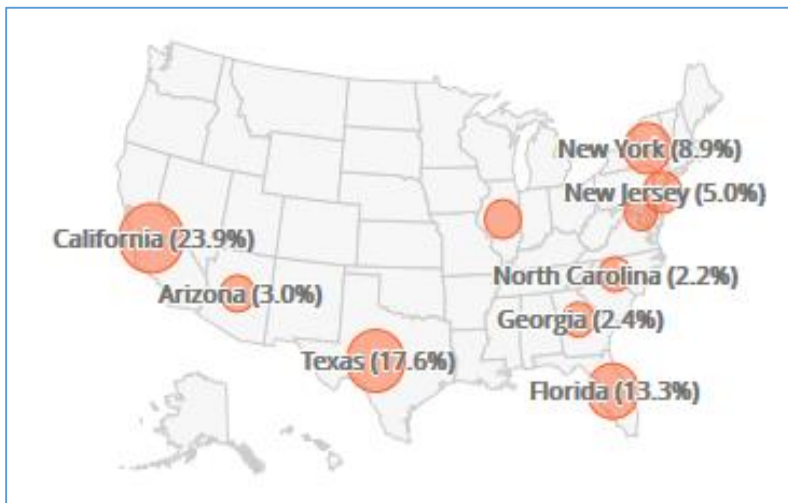 New York (8.9%)
New Jersey (5.0%)
California (23.9%)
North Carolina (2.2%)
Arizona (3.0%)
Georgia (2.4%)
Texas (17.6%)
Florida (13.3%)